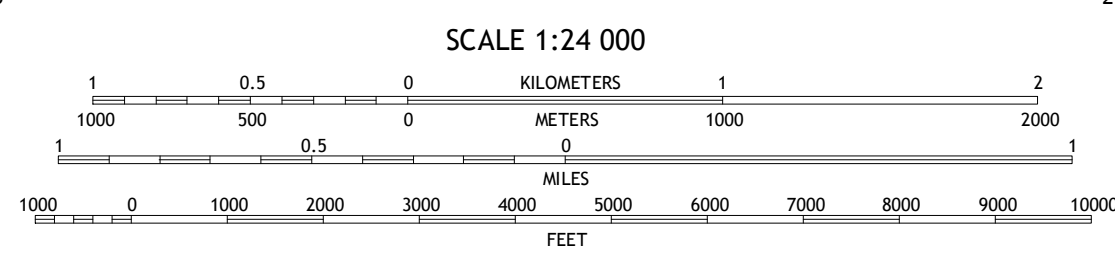 SCALE 1:24 000
1 0.5 0 KILOMETERS 1 2
1000 500 0 METERS 1000 2000
1 0.5 0 1
MILES
1000 0 1000 2000 3000 4000 5000 6000 7000 8000 9000 10000
FEET